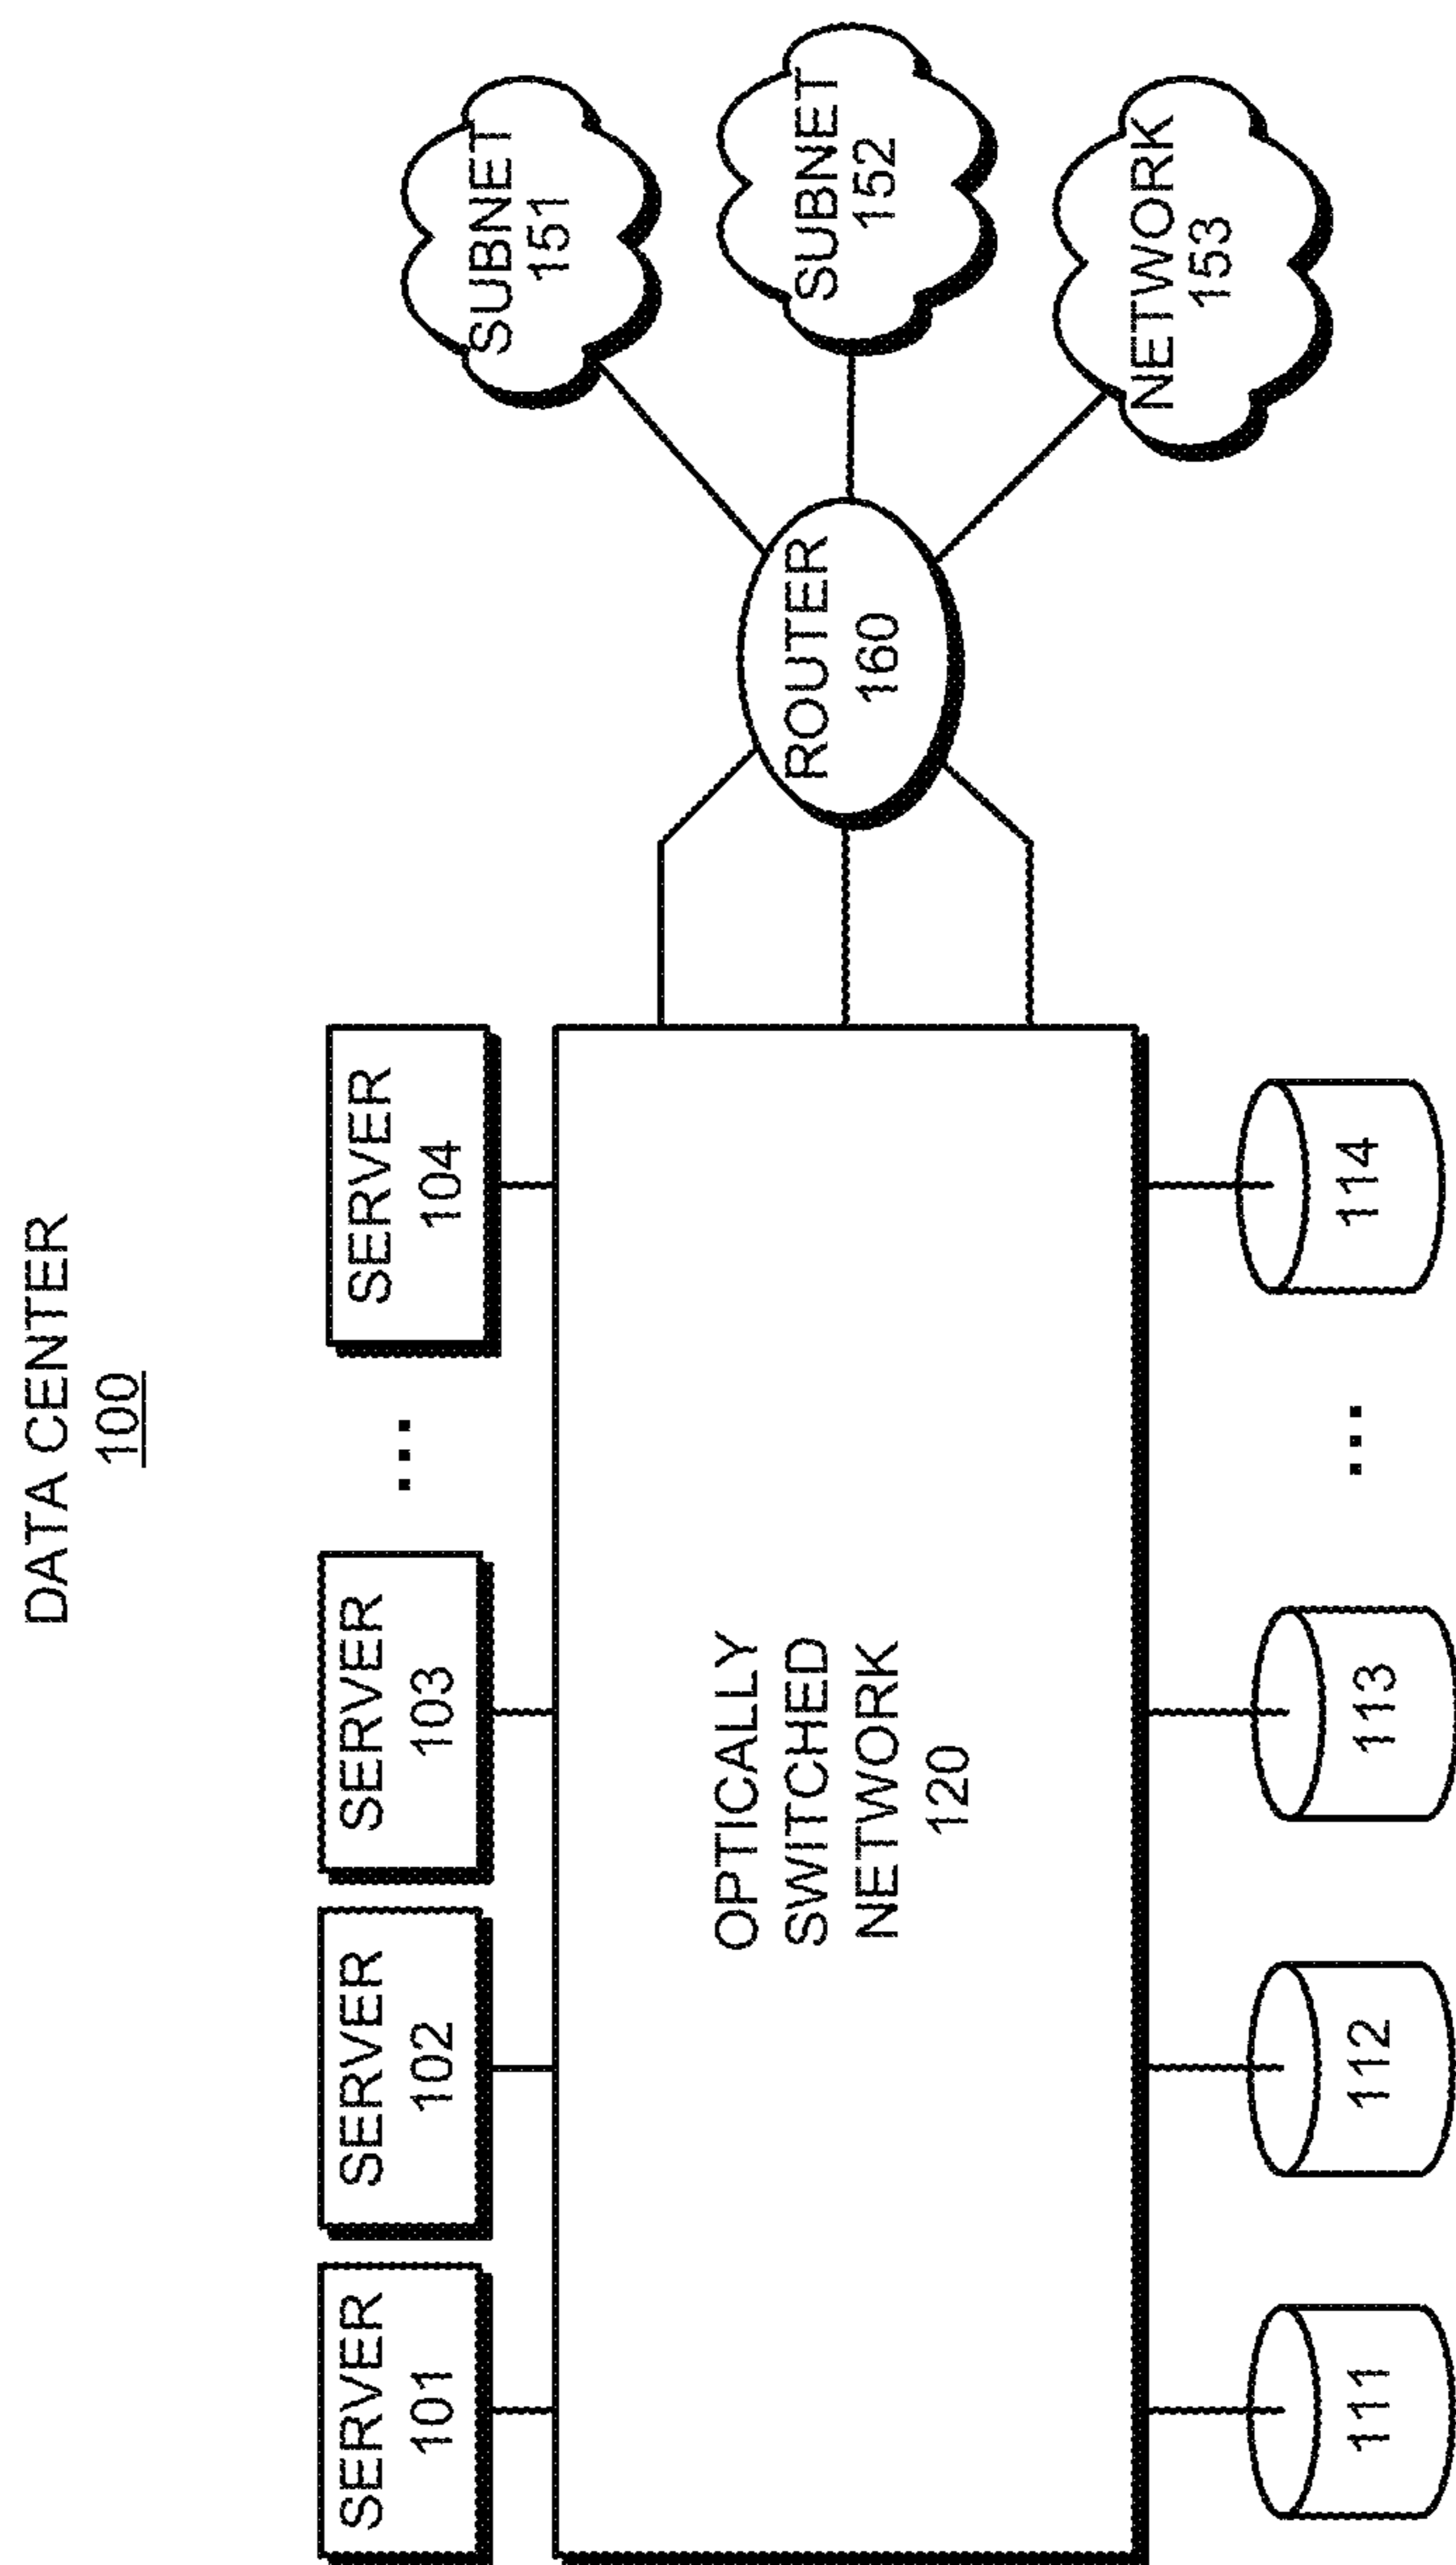 DATA CENTER
100
SERVER
101
SERVER
102
SERVER
103
...
SERVER
104
OPTICALLY
SWITCHED
NETWORK
120
ROUTER
160
SUBNET
151
SUBNET
152
NETWORK
153
111
112
113
...
114